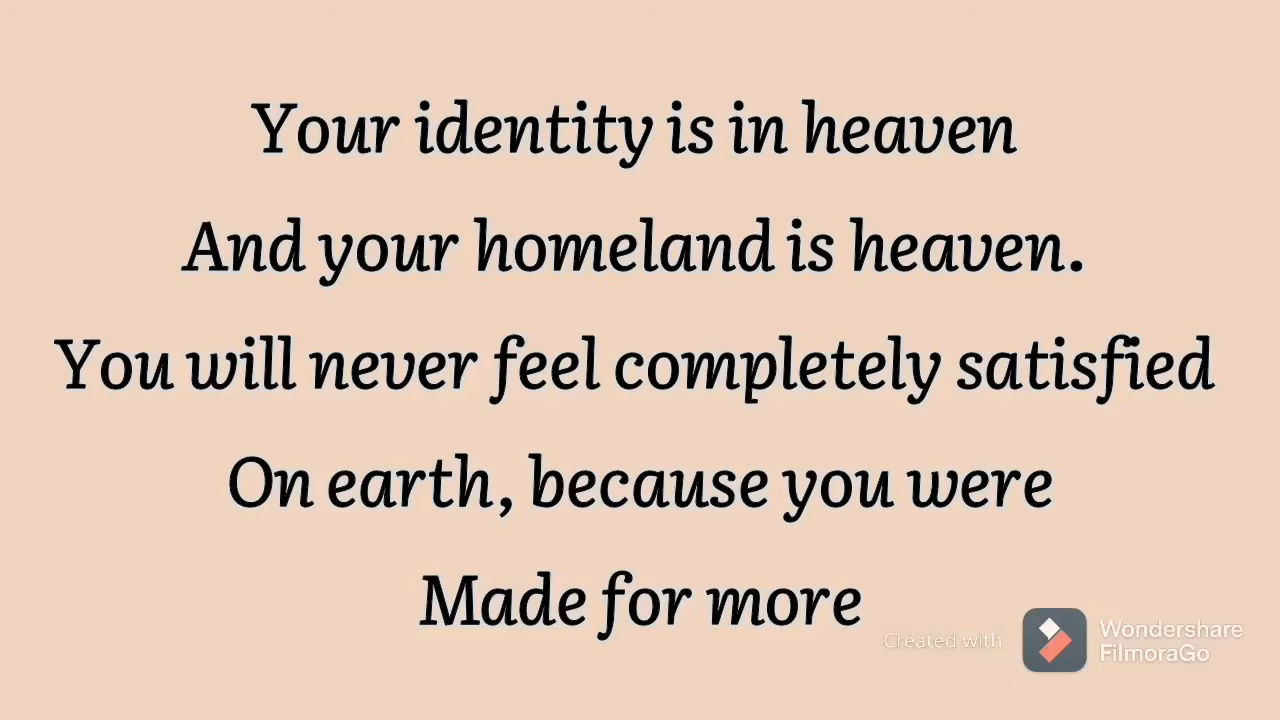 Your identity is in heaven
And your homeland is heaven.
You will never feel completely satisfied
On earth, because you were
Made for more
Created with
Wondershare
FilmoraGo